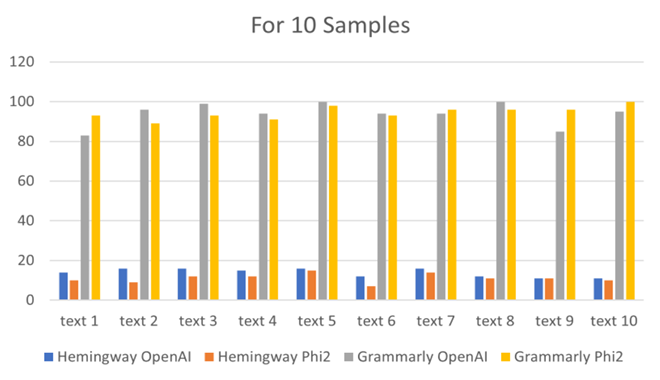 For 10 Samples
120
100
80
60
40
20
0
text 1 text 2 text 3 text 4 text 5 text 6 text 7 text 8 text 9 text 10
Hemingway OpenAI Hemingway Phi2 Grammarly OpenAI Grammarly Phi2